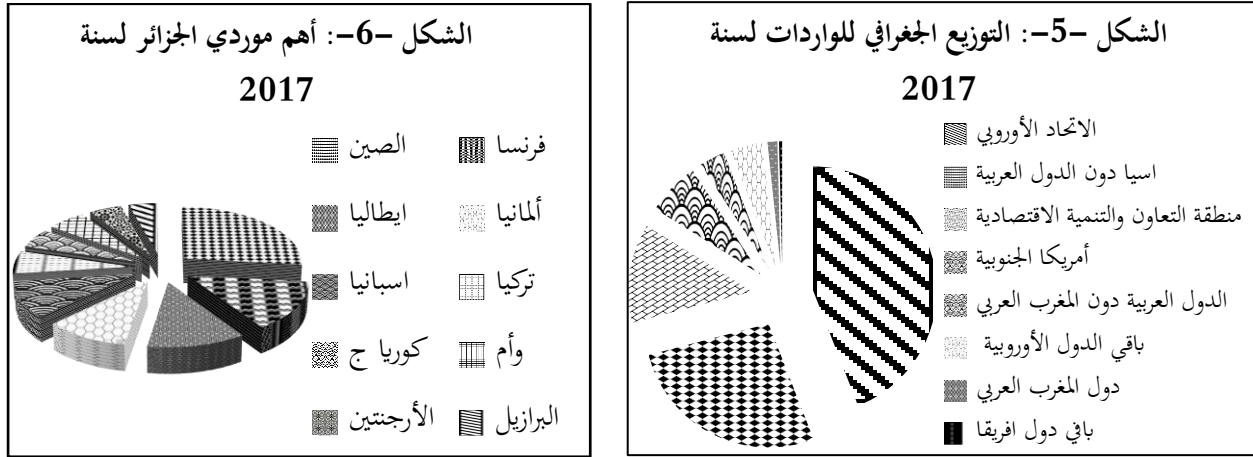 الشكل –5–: التوزيع الجغرافي للواردات لسنة
2017
الاتحاد الأوروبي
اسيا دون الدول العربية
منطقة التعاون والتنمية الاقتصادية
أمريكا الجنوبية
الدول العربية دون المغرب العربي
باقي الدول الأوروبية
دول المغرب العربي
باقي دول افريقا
الشكل –6–: أهم موردي الجزائر لسنة
2017
فرنسا الصين
ألمانيا ايطاليا
تركيا اسبانيا
وأم كوريا ج
البرازيل الأرجنتين